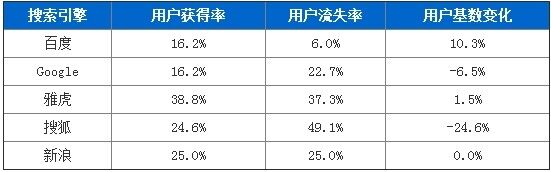 搜索引擎 用户获得率 用户流失率 用户基数变化
百度 16.2% 6.0% 10.3%
Google 16.2% 22.7% -6.5%
雅虎 38.8% 37.3% 1.5%
搜狐 24.6% 49.1% -24.6%
新浪 25.0% 25.0% 0.0%